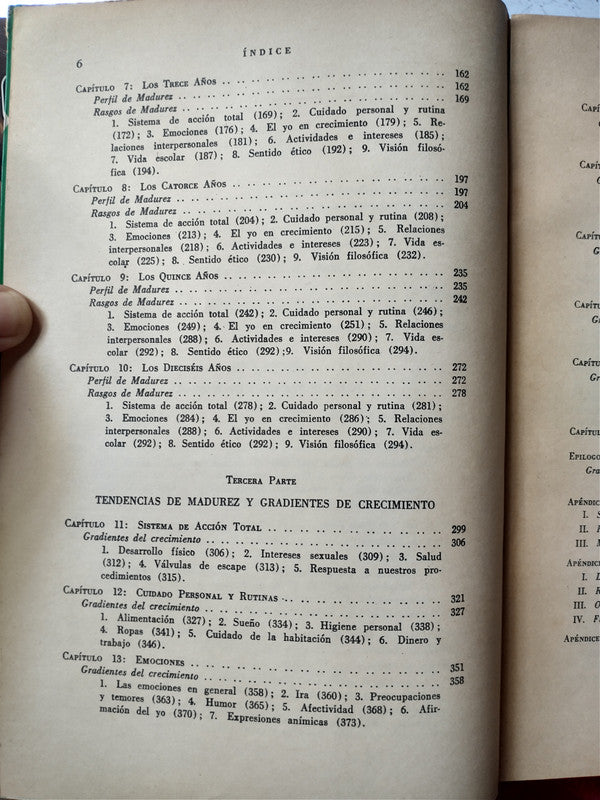 6
ÍNDICE
CAPÍTULO 7: LOS TRECE AÑOS .. .. .. .. .. .. .. .. .. .. 162
Perfil de Madurez .. .. .. .. .. .. .. .. .. .. .. .. 162
Rasgos de Madurez .. .. .. .. .. .. .. .. .. .. .. .. 169
1. Sistema de acción total (169); 2. Cuidado personal y rutina
(172); 3. Emociones (176); 4. El yo en crecimiento (179); 5. Re-
laciones interpersonales (181); 6. Actividades e intereses (185);
7. Vida escolar (187); 8. Sentido ético (192); 9. Visión filosó-
fica (194).
CAPÍTULO 8: LOS CATORCE AÑOS .. .. .. .. .. .. .. .. .. 197
Perfil de Madurez .. .. .. .. .. .. .. .. .. .. .. .. 197
Rasgos de Madurez .. .. .. .. .. .. .. .. .. .. .. .. 204
1. Sistema de acción total (204); 2. Cuidado personal y rutina (208);
3. Emociones (213); 4. El yo en crecimiento (215); 5. Relaciones
interpersonales (218); 6. Actividades e intereses (223); 7. Vida es-
colar (225); 8. Sentido ético (230); 9. Visión filosófica (232).
CAPÍTULO 9: LOS QUINCE AÑOS .. .. .. .. .. .. .. .. .. 235
Perfil de Madurez .. .. .. .. .. .. .. .. .. .. .. .. 235
Rasgos de Madurez .. .. .. .. .. .. .. .. .. .. .. .. 242
1. Sistema de acción total (242); 2. Cuidado personal y rutina (246);
3. Emociones (249); 4. El yo en crecimiento (251); 5. Relaciones
interpersonales (288); 6. Actividades e intereses (290); 7. Vida es-
colar (292); 8. Sentido ético (292);9. Visión filosófica (294).
CAPÍTULO 10: LOS DIECISÉIS AÑOS .. .. .. .. .. .. .. .. 272
Perfil de Madurez .. .. .. .. .. .. .. .. .. .. .. .. 272
Rasgos de Madurez .. .. .. .. .. .. .. .. .. .. .. .. 278
1. Sistema de acción total (278); 2. Cuidado personal y rutina (281);
3. Emociones (284); 4. El yo en crecimiento (286); 5. Relaciones
interpersonales (288); 6. Actividades e intereses (290); 7. Vida es-
colar (292); 8. Sentido ético (292); 9. Visión filosófica (294).
TERCERA PARTE
TENDENCIAS DE MADUREZ Y GRADIENTES DE CRECIMIENTO
CAPÍTULO 11: SISTEMA DE ACCIÓN TOTAL .. .. .. .. .. .. .. 299
Gradientes del crecimiento .. .. .. .. .. .. .. .. .. .. 306
1. Desarrollo físico (306); 2. Intereses sexuales (309); 3. Salud
(312); 4. Válvulas de escape (313); 5. Respuesta a nuestros pro-
cedimientos (315).
CAPÍTULO 12: CUIDADO PERSONAL Y RUTINAS .. .. .. .. .. .. 321
Gradientes del crecimiento .. .. .. .. .. .. .. .. .. .. 327
1. Alimentación (327); 2. Sueño (334); 3. Higiene personal (338);
4. Ropas (341); 5. Cuidado de la habitación (344); 6. Dinero y
trabajo (346).
CAPÍTULO 13: EMOCIONES .. .. .. .. .. .. .. .. .. .. .. 351
Gradientes del crecimiento .. .. .. .. .. .. .. .. .. .. 358
1. Las emociones en general (358); 2. Ira (360); 3. Preocupaciones
y temores (363); 4. Humor (365); 5. Afectividad (368); 6. Afir-
mación del yo (370); 7. Expresiones anímicas (373).
CAPÍTULO
EPILOGO
APÉNDIC
I.
II.
III.
APÉNDIC
I.
II.
III.
IV.
APÉNDICE